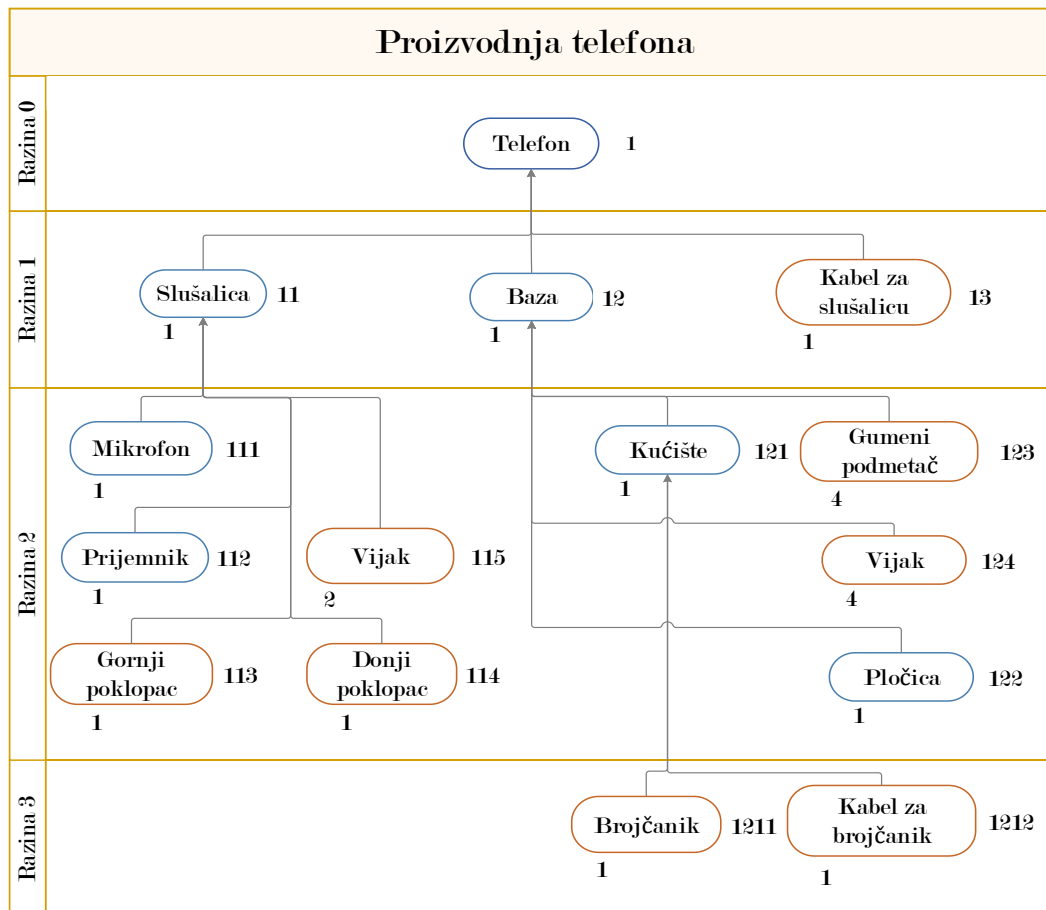 Proizvodnja telefona
Razina 0
Telefon 1
Razina 1
Slušalica 11
1
Baza 12
1
Kabel za
slušalicu 13
1
Razina 2
Mikrofon 111
1
Prijemnik 112
1
Vijak 115
2
Gornji
poklopac 113
1
Donji
poklopac 114
1
Kućište 121
1
Gumeni
podmetač 123
4
Vijak 124
4
Pločica 122
1
Razina 3
Brojčanik 1211
1
Kabel za
brojčanik 1212
1